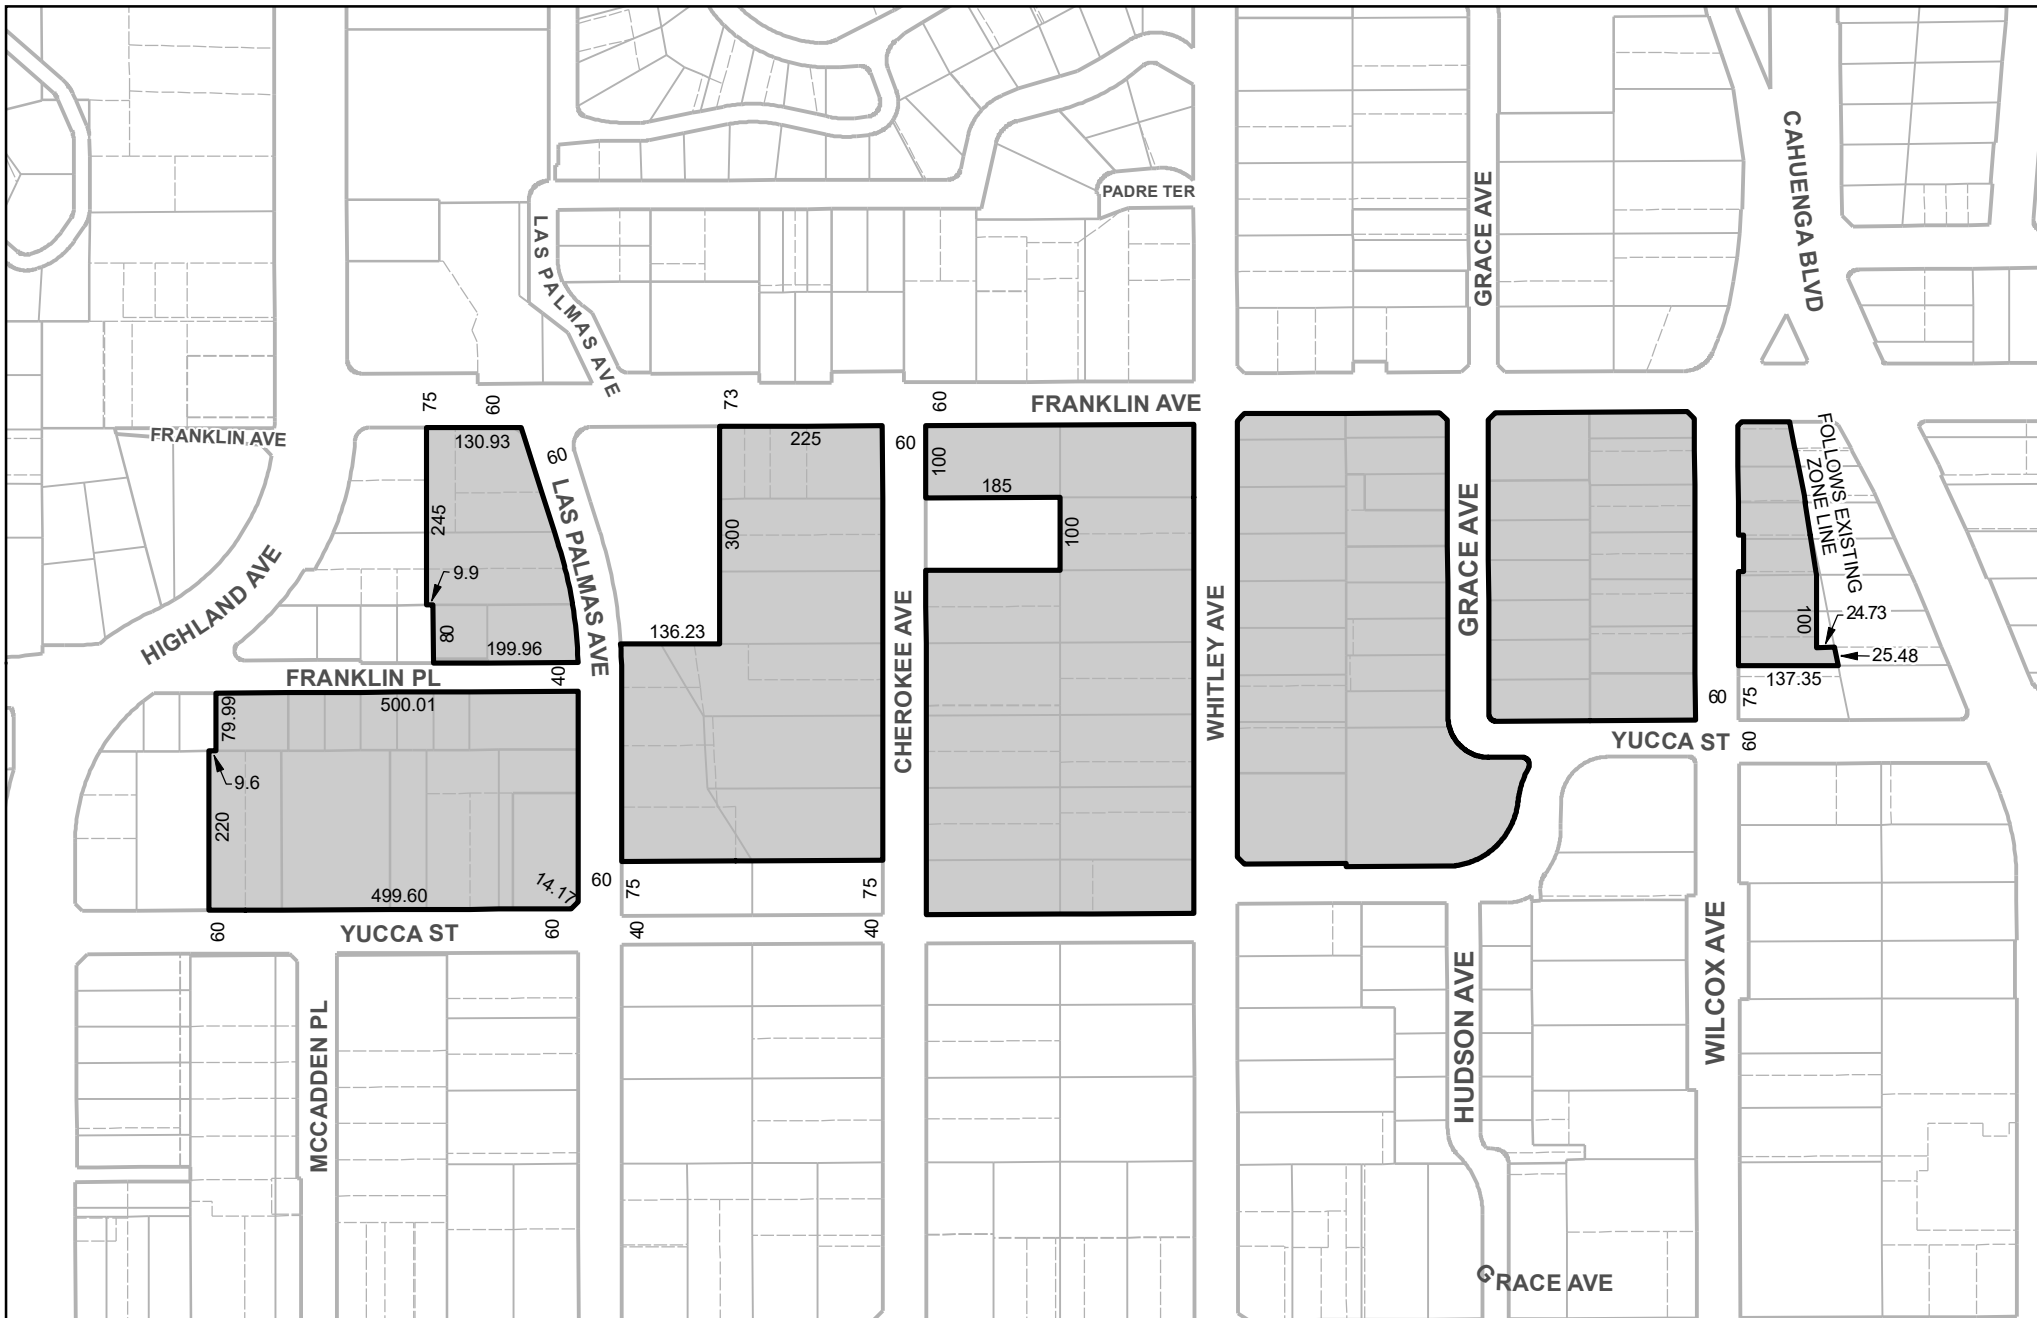 PADRE TER
LAS PALMAS AVE
GRACE AVE
CAHUENGA BLVD
75
60
73
60
FRANKLIN AVE
FRANKLIN AVE
130.93
60
225
60
100
185
100
245
300
LAS PALMAS AVE
9.9
80
199.96
40
136.23
HIGHLAND AVE
FRANKLIN PL
CHEROKEE AVE
WHITLEY AVE
GRACE AVE
FOLLOWS EXISTING
ZONE LINE
100
24.73
25.48
137.35
60
75
YUCCA ST
60
79.99
500.01
9.6
220
499.60
14.17
60
75
75
60
YUCCA ST
60
40
40
MCCADDEN PL
HUDSON AVE
WILCOX AVE
GRACE AVE